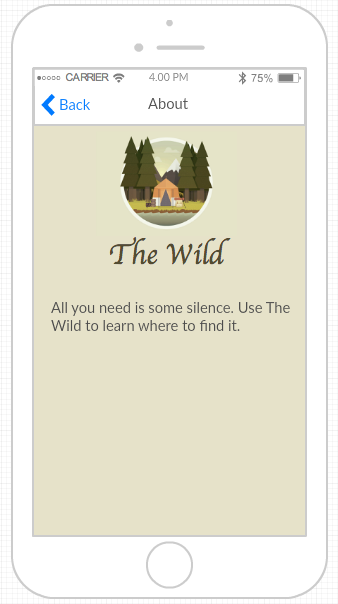 CARRIER 4.00 PM 75%
Back About
The Wild
All you need is some silence. Use The
Wild to learn where to find it.